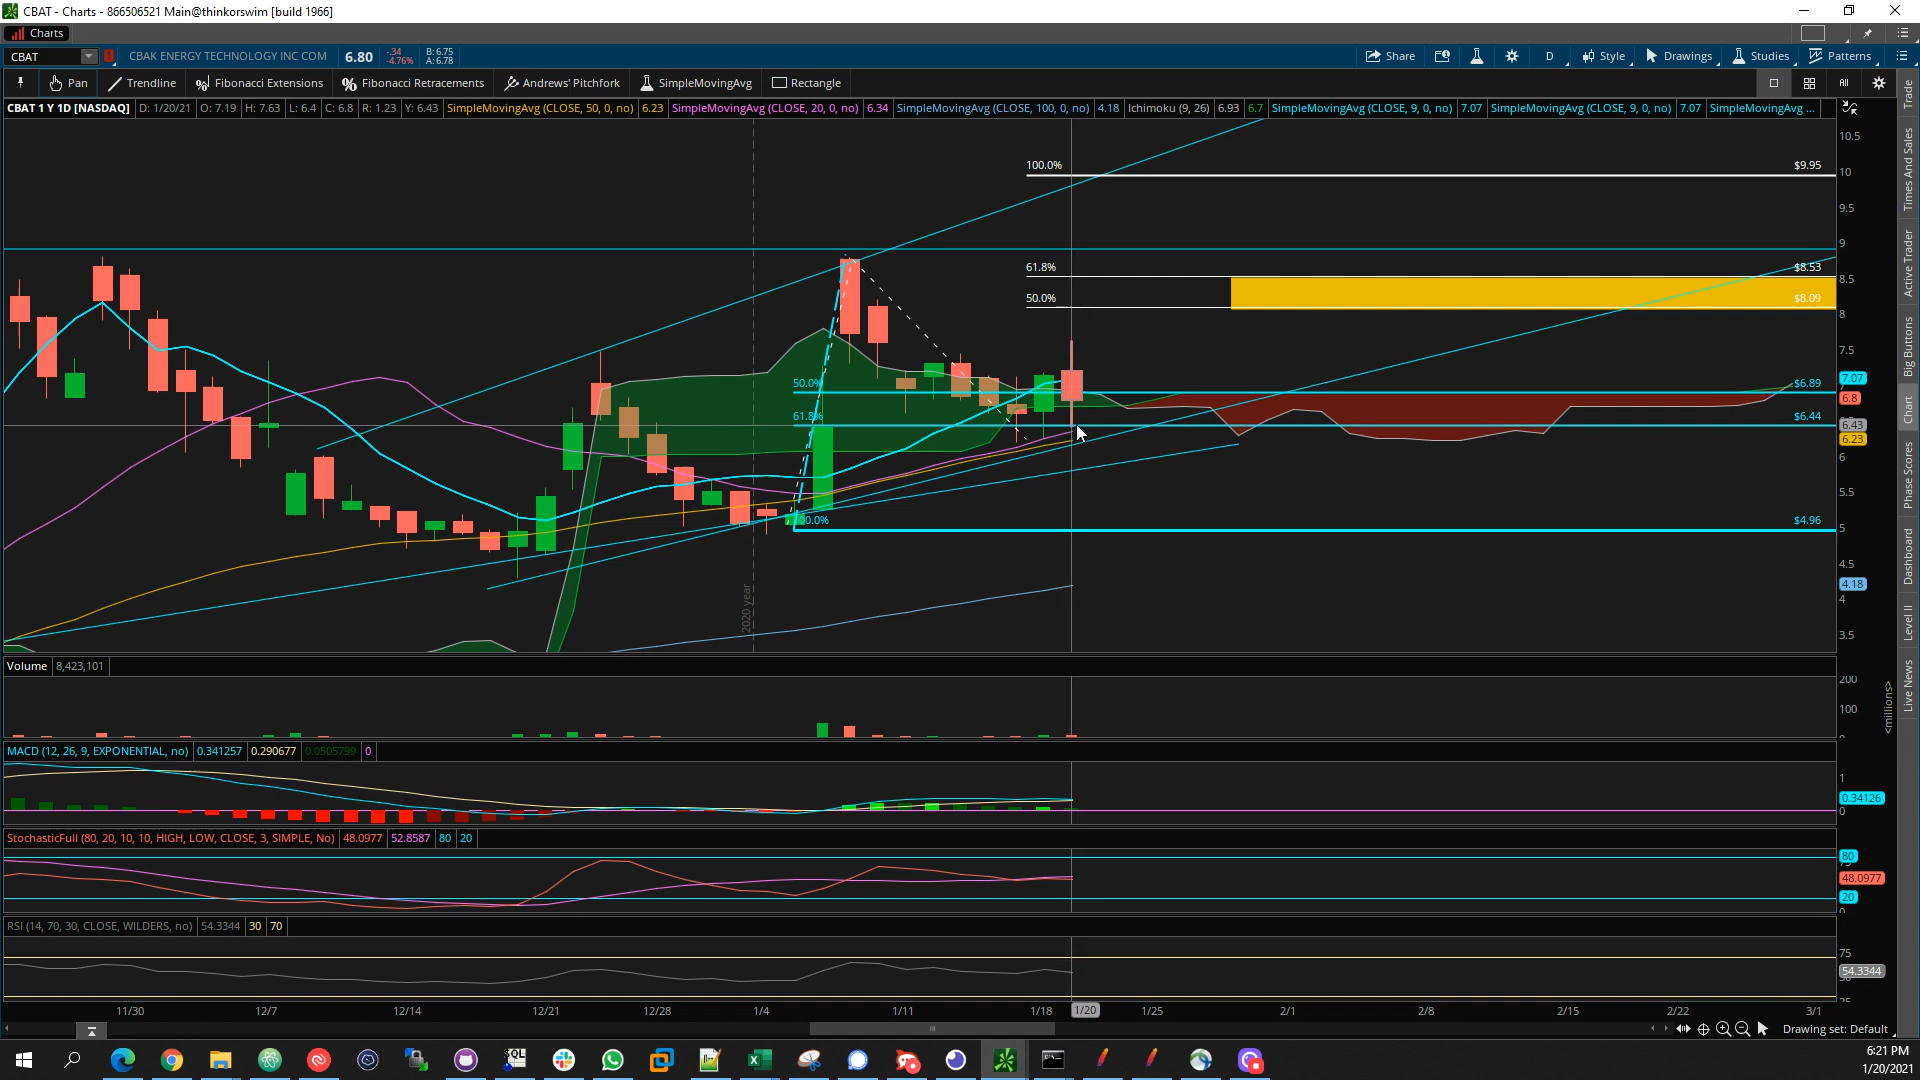 CBAT - Charts - 866506521 Main@thinkorswim [build 1966]
Charts
CBAT CBAK ENERGY TECHNOLOGY INC COM 6.80 -.34 -4.76% B: 6.75 A: 6.78 Share D Style Drawings Studies Patterns
Pan Trendline Fibonacci Extensions Fibonacci Retracements Andrews' Pitchfork SimpleMovingAvg Rectangle All
CBAT 1 Y 1D [NASDAQ] D: 1/20/21 O: 7.19 H: 7.63 L: 6.4 C: 6.8 R: 1.23 Y: 6.43 SimpleMovingAvg (CLOSE, 50, 0, no) 6.23 SimpleMovingAvg (CLOSE, 20, 0, no) 6.34 SimpleMovingAvg (CLOSE, 100, 0, no) 4.18 Ichimoku (9, 26) 6.93 6.7 SimpleMovingAvg (CLOSE, 9, 0, no) 7.07 SimpleMovingAvg (CLOSE, 9, 0, no) 7.07 SimpleMovingAvg ...
10.5
100.0% $9.95
10
9.5
9
61.8% $8.53
8.5
50.0% $8.09
8
7.5
7.07
50.0% $6.89
6.8
61.8% $6.44
6.43
6.23
6
5.5
100.0% $4.96
5
4.5
4.18
4
3.5
2020 year
Volume 8,423,101
200
100
0
<millions>
MACD (12, 26, 9, EXPONENTIAL, no) 0.341257 0.290677 0.0505799 0
1
0.34126
0
StochasticFull (80, 20, 10, 10, HIGH, LOW, CLOSE, 3, SIMPLE, No) 48.0977 52.8587 80 20
80
48.0977
20
0
RSI (14, 70, 30, CLOSE, WILDERS, no) 54.3344 30 70
75
54.3344
25
11/30 12/7 12/14 12/21 12/28 1/4 1/11 1/18 1/20 1/25 2/1 2/8 2/15 2/22 3/1
Drawing set: Default
Trade
Times And Sales
Active Trader
Big Buttons
Chart
Phase Scores
Dashboard
Level II
Live News
SQL
6:21 PM
1/20/2021